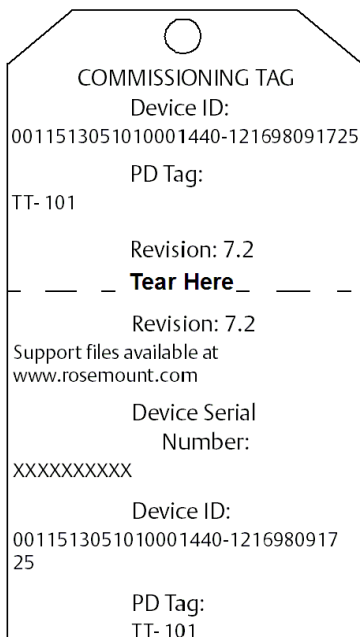 COMMISSIONING TAG
Device ID:
0011513051010001440-121698091725
PD Tag:
TT- 101
Revision: 7.2
Tear Here
Revision: 7.2
Support files available at
www.rosemount.com
Device Serial
Number:
XXXXXXXXXX
Device ID:
0011513051010001440-1216980917
25
PD Tag:
TT- 101